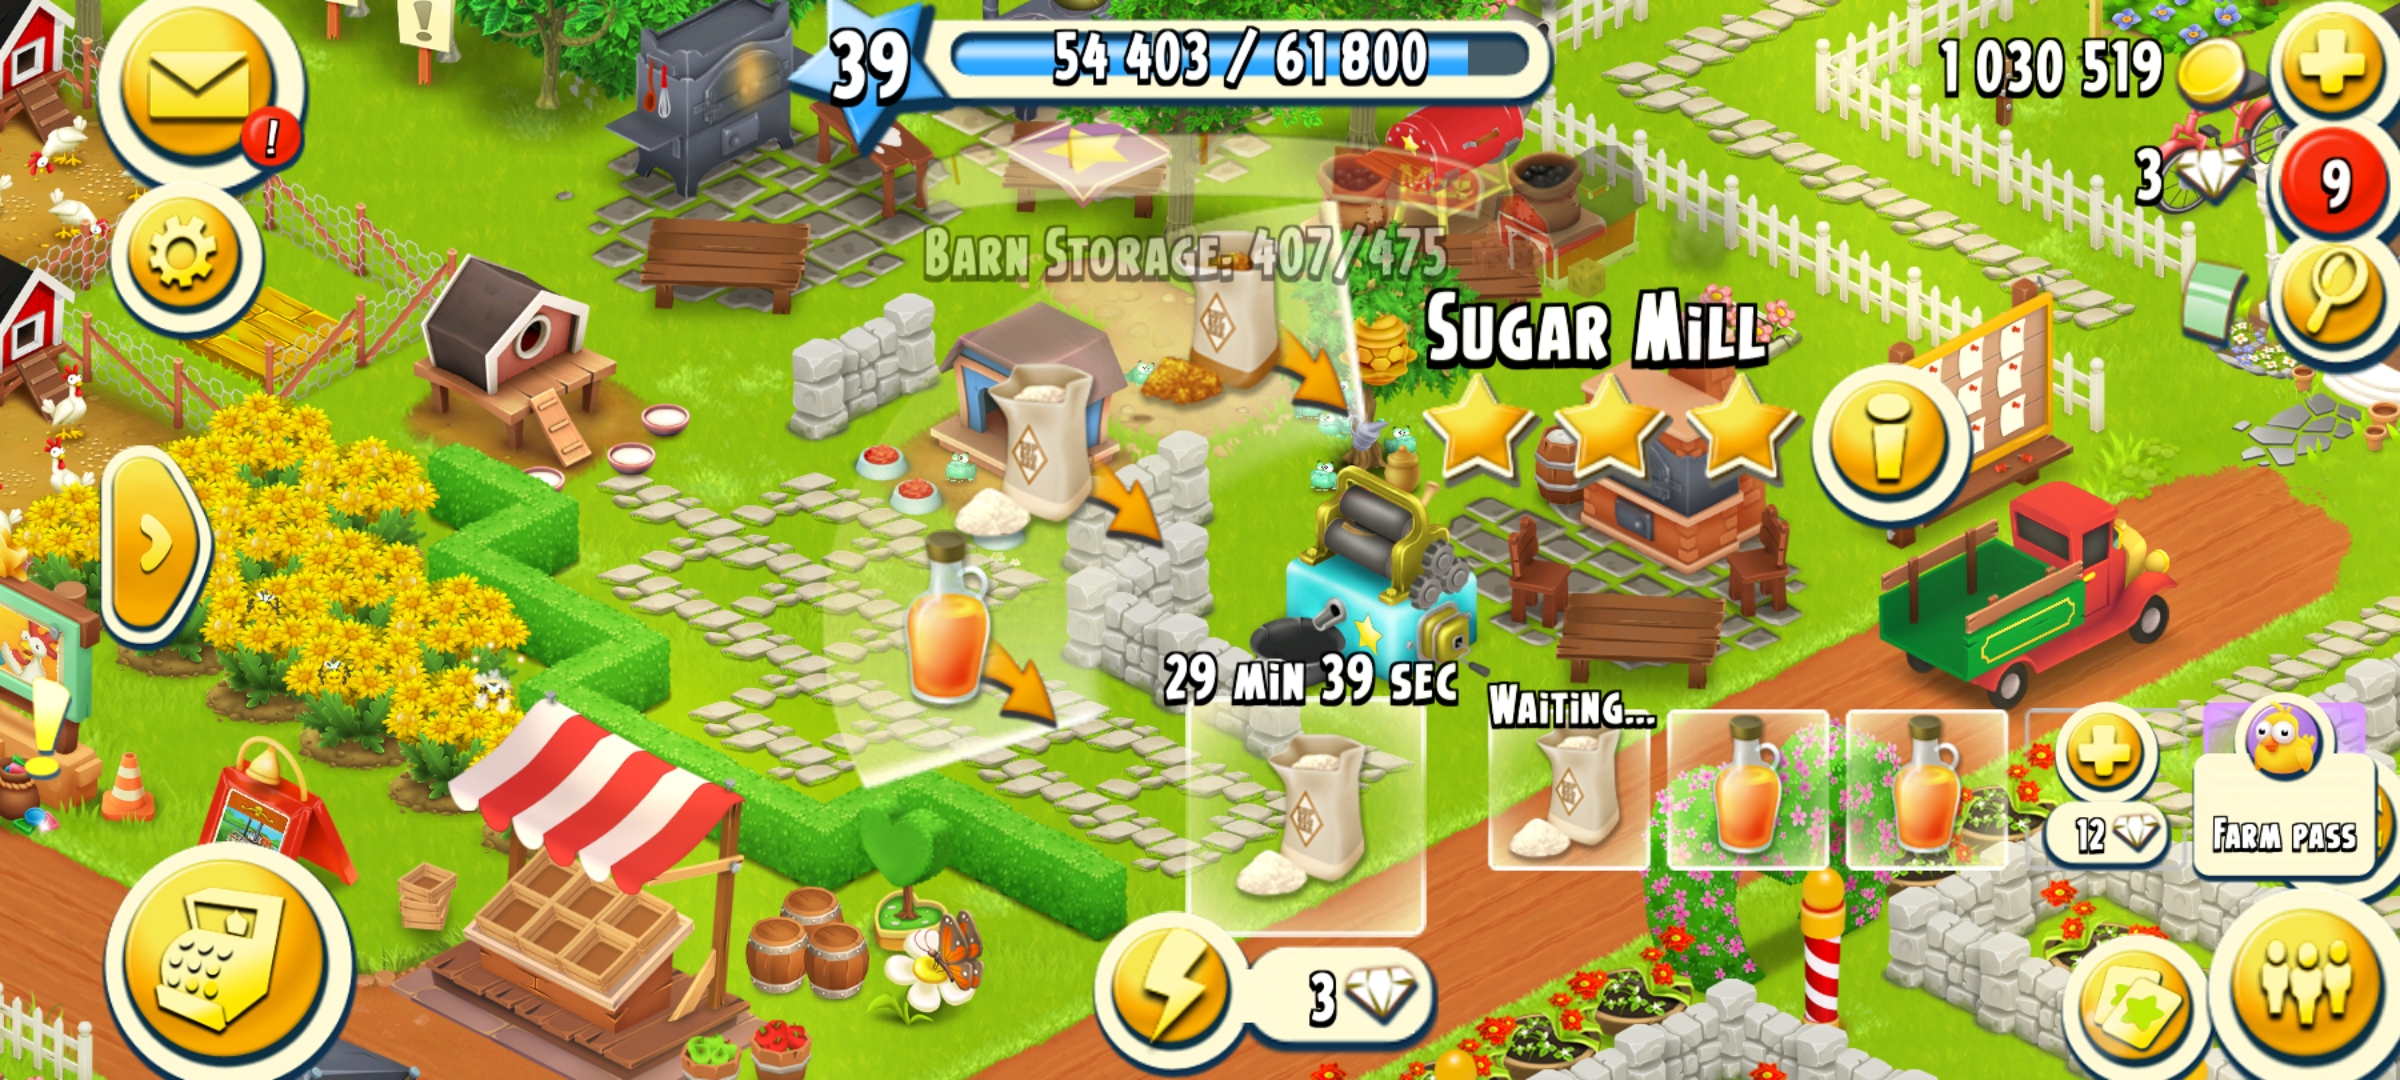 39
54 403 / 61 800
1 030 519
3
9
!
BARN STORAGE: 407/475
SUGAR MILL
29 MIN 39 SEC
WAITING...
12
FARM PASS
3